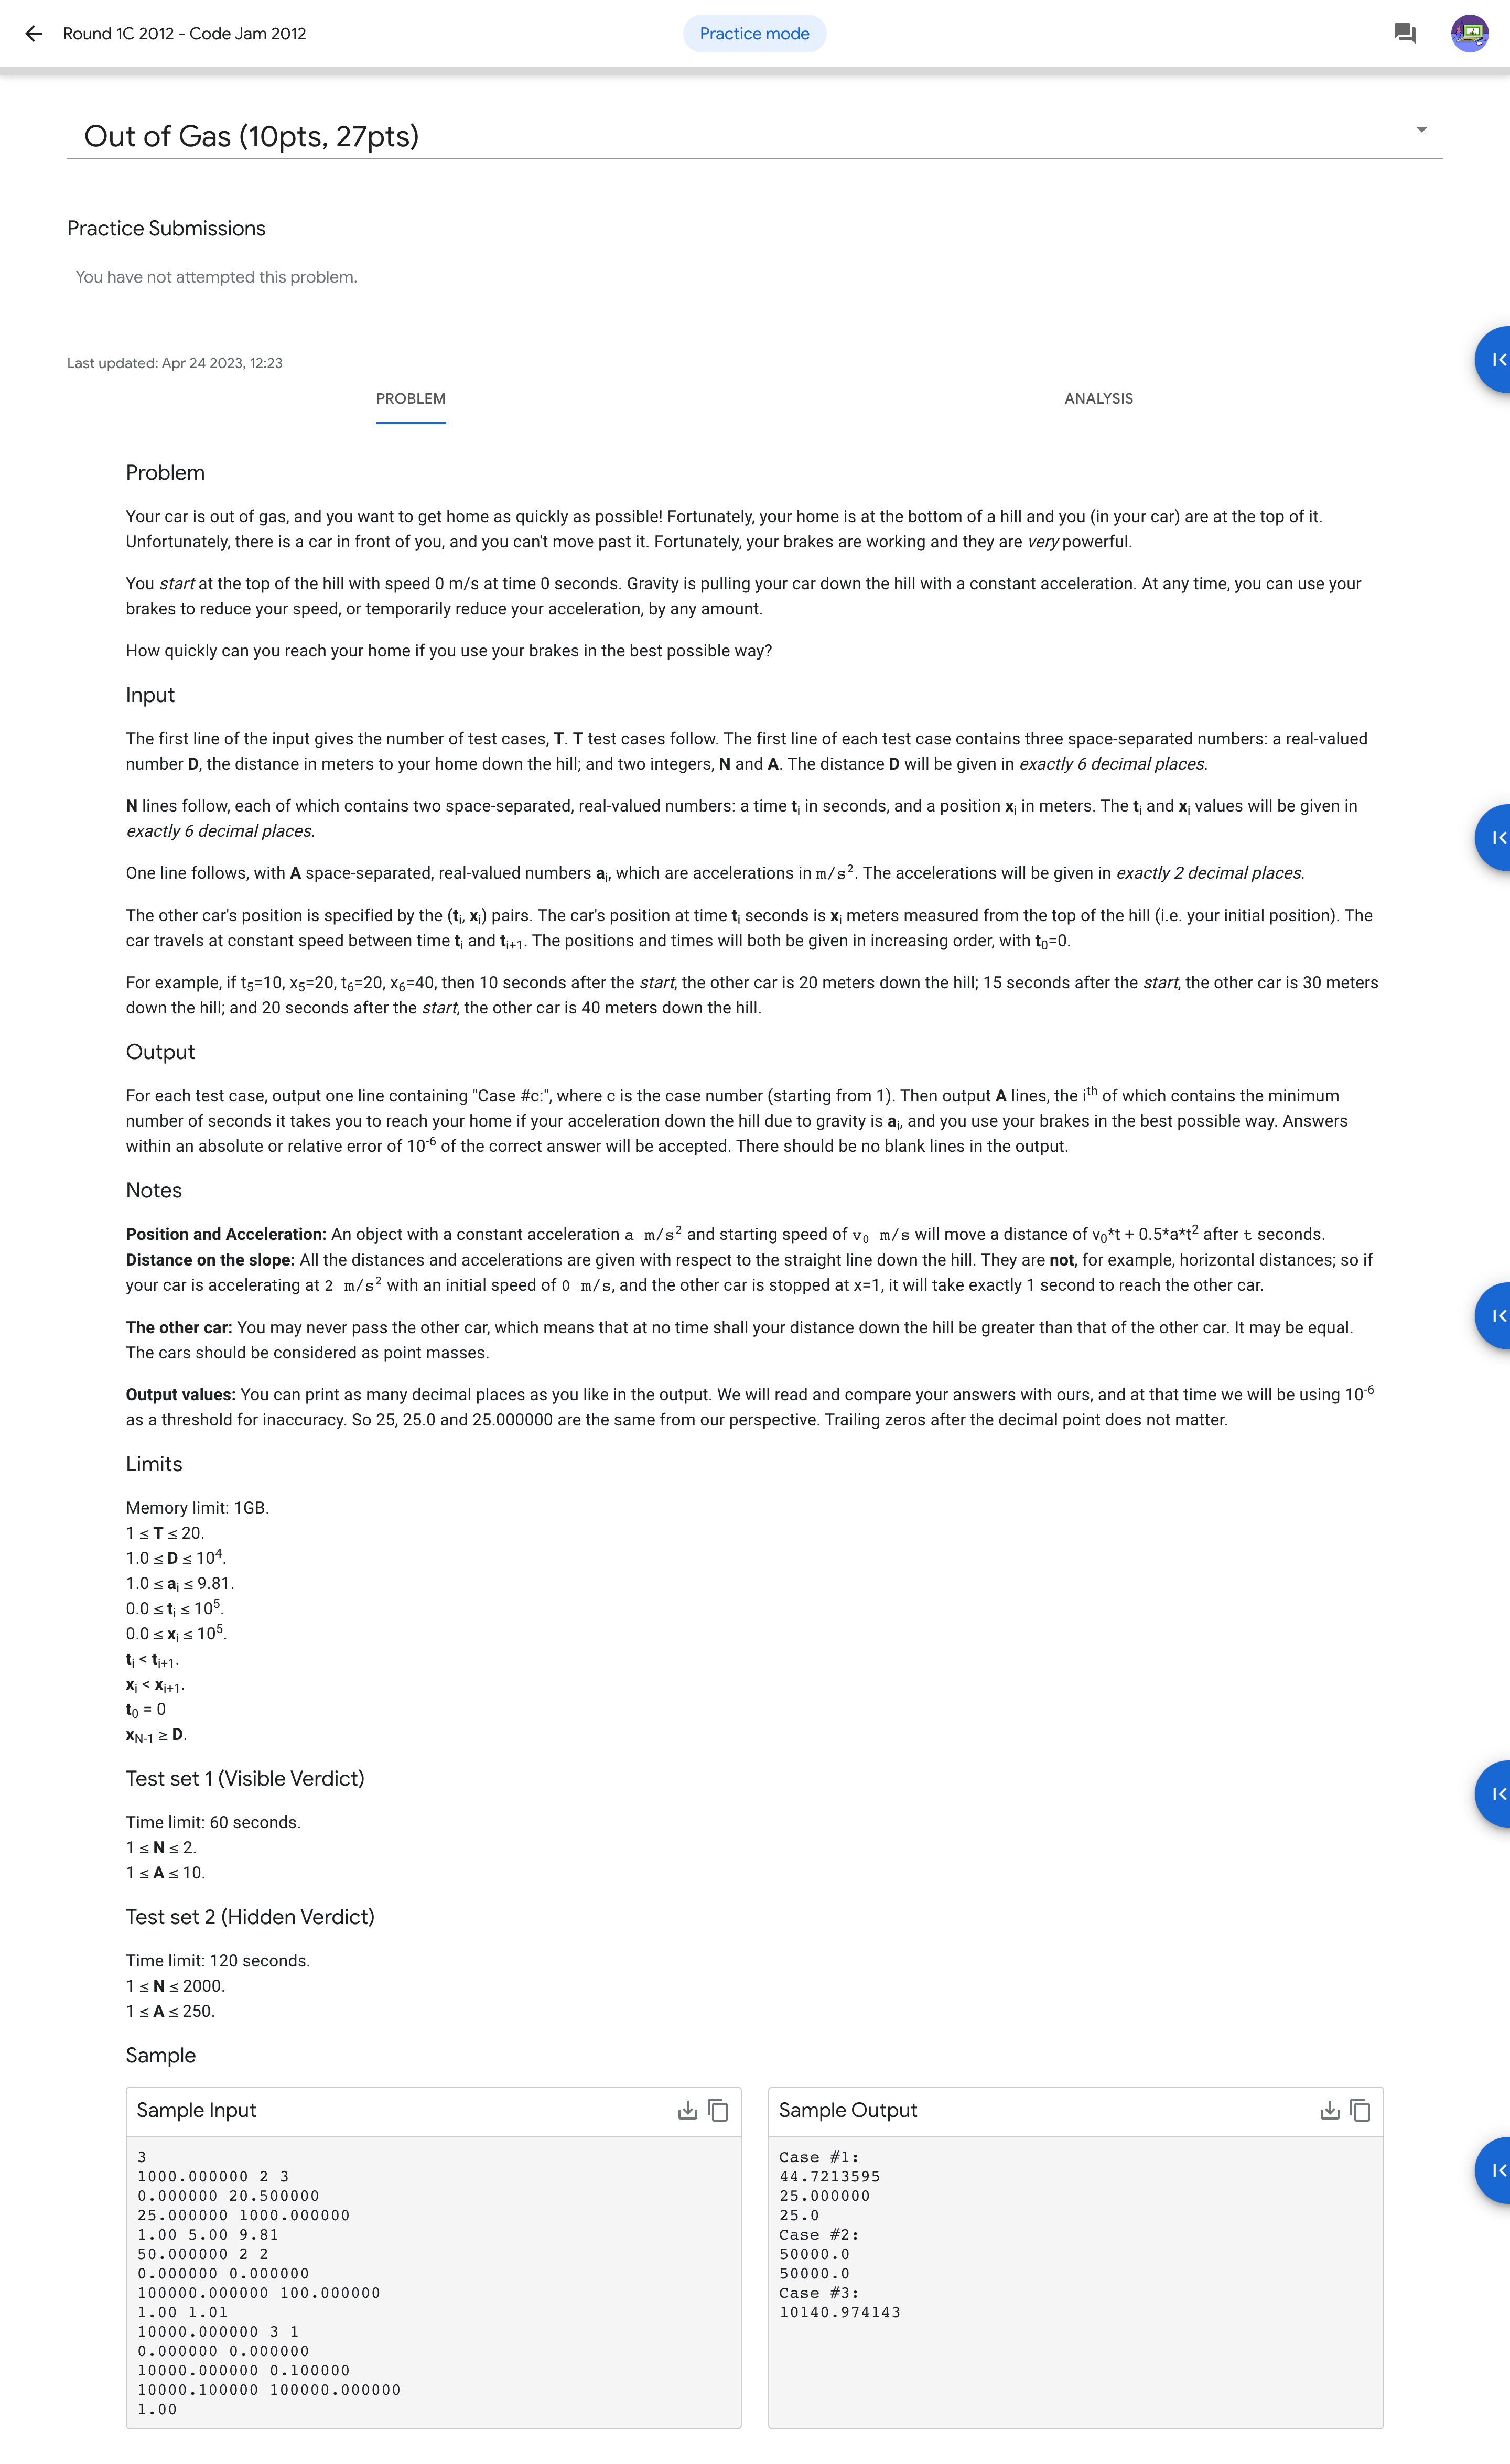 Round 1C 2012 - Code Jam 2012
Practice mode
Out of Gas (10pts, 27pts)
Practice Submissions
You have not attempted this problem.
Last updated: Apr 24 2023, 12:23
PROBLEM
ANALYSIS
Problem
Your car is out of gas, and you want to get home as quickly as possible! Fortunately, your home is at the bottom of a hill and you (in your car) are at the top of it.
Unfortunately, there is a car in front of you, and you can't move past it. Fortunately, your brakes are working and they are very powerful.
You start at the top of the hill with speed 0 m/s at time 0 seconds. Gravity is pulling your car down the hill with a constant acceleration. At any time, you can use your
brakes to reduce your speed, or temporarily reduce your acceleration, by any amount.
How quickly can you reach your home if you use your brakes in the best possible way?
Input
The first line of the input gives the number of test cases, T. T test cases follow. The first line of each test case contains three space-separated numbers: a real-valued
number D, the distance in meters to your home down the hill; and two integers, N and A. The distance D will be given in exactly 6 decimal places.
N lines follow, each of which contains two space-separated, real-valued numbers: a time tᵢ in seconds, and a position xᵢ in meters. The tᵢ and xᵢ values will be given in
exactly 6 decimal places.
One line follows, with A space-separated, real-valued numbers aᵢ, which are accelerations in m/s². The accelerations will be given in exactly 2 decimal places.
The other car's position is specified by the (tᵢ, xᵢ) pairs. The car's position at time tᵢ seconds is xᵢ meters measured from the top of the hill (i.e. your initial position). The
car travels at constant speed between time tᵢ and tᵢ₊₁. The positions and times will both be given in increasing order, with t₀=0.
For example, if t₅=10, x₅=20, t₆=20, x₆=40, then 10 seconds after the start, the other car is 20 meters down the hill; 15 seconds after the start, the other car is 30 meters
down the hill; and 20 seconds after the start, the other car is 40 meters down the hill.
Output
For each test case, output one line containing "Case #c:", where c is the case number (starting from 1). Then output A lines, the iᵗʰ of which contains the minimum
number of seconds it takes you to reach your home if your acceleration down the hill due to gravity is aᵢ, and you use your brakes in the best possible way. Answers
within an absolute or relative error of 10⁻⁶ of the correct answer will be accepted. There should be no blank lines in the output.
Notes
Position and Acceleration: An object with a constant acceleration a m/s² and starting speed of v₀ m/s will move a distance of v₀*t + 0.5*a*t² after t seconds.
Distance on the slope: All the distances and accelerations are given with respect to the straight line down the hill. They are not, for example, horizontal distances; so if
your car is accelerating at 2 m/s² with an initial speed of 0 m/s, and the other car is stopped at x=1, it will take exactly 1 second to reach the other car.
The other car: You may never pass the other car, which means that at no time shall your distance down the hill be greater than that of the other car. It may be equal.
The cars should be considered as point masses.
Output values: You can print as many decimal places as you like in the output. We will read and compare your answers with ours, and at that time we will be using 10⁻⁶
as a threshold for inaccuracy. So 25, 25.0 and 25.000000 are the same from our perspective. Trailing zeros after the decimal point does not matter.
Limits
Memory limit: 1GB.
1 ≤ T ≤ 20.
1.0 ≤ D ≤ 10⁴.
1.0 ≤ aᵢ ≤ 9.81.
0.0 ≤ tᵢ ≤ 10⁵.
0.0 ≤ xᵢ ≤ 10⁵.
tᵢ < tᵢ₊₁.
xᵢ < xᵢ₊₁.
t₀ = 0
x_N-1 ≥ D.
Test set 1 (Visible Verdict)
Time limit: 60 seconds.
1 ≤ N ≤ 2.
1 ≤ A ≤ 10.
Test set 2 (Hidden Verdict)
Time limit: 120 seconds.
1 ≤ N ≤ 2000.
1 ≤ A ≤ 250.
Sample
Sample Input
3
1000.000000 2 3
0.000000 20.500000
25.000000 1000.000000
1.00 5.00 9.81
50.000000 2 2
0.000000 0.000000
100000.000000 100.000000
1.00 1.01
10000.000000 3 1
0.000000 0.000000
10000.000000 0.100000
10000.100000 100000.000000
1.00
Sample Output
Case #1:
44.7213595
25.000000
25.0
Case #2:
50000.0
50000.0
Case #3:
10140.974143